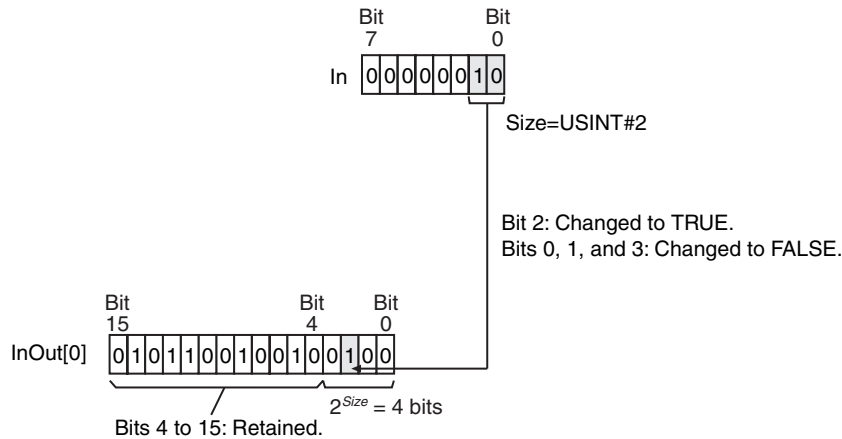 Bit Bit
7 0
In 0 0 0 0 0 0 1 0
Size=USINT#2
Bit 2: Changed to TRUE.
Bits 0, 1, and 3: Changed to FALSE.
Bit Bit Bit
15 4 0
InOut[0] 0 1 0 1 1 0 0 1 0 0 1 0 0 1 0 0
2^Size = 4 bits
Bits 4 to 15: Retained.